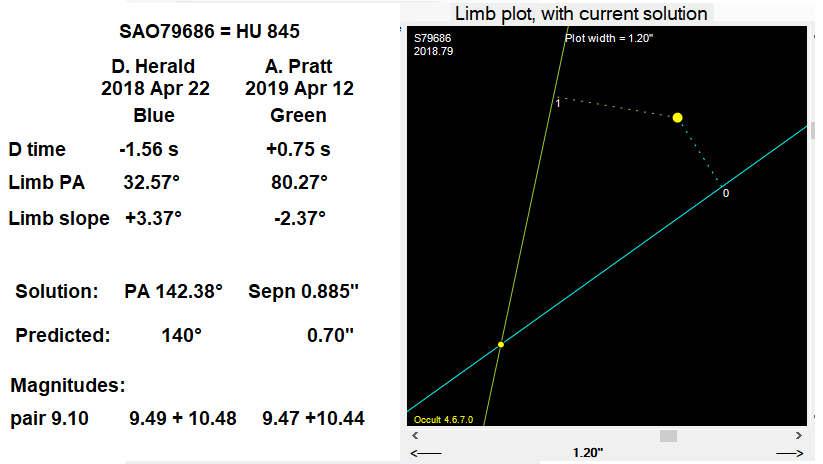 SAO79686 = HU 845
D. Herald A. Pratt
2018 Apr 22 2019 Apr 12
Blue Green
D time -1.56 s +0.75 s
Limb PA 32.57° 80.27°
Limb slope +3.37° -2.37°
Solution: PA 142.38° Sepn 0.885"
Predicted: 140° 0.70"
Magnitudes:
pair 9.10 9.49 + 10.48 9.47 +10.44
Limb plot, with current solution
S79686
2018.79
Plot width = 1.20"
1
0
Occult 4.6.7.0
1.20"